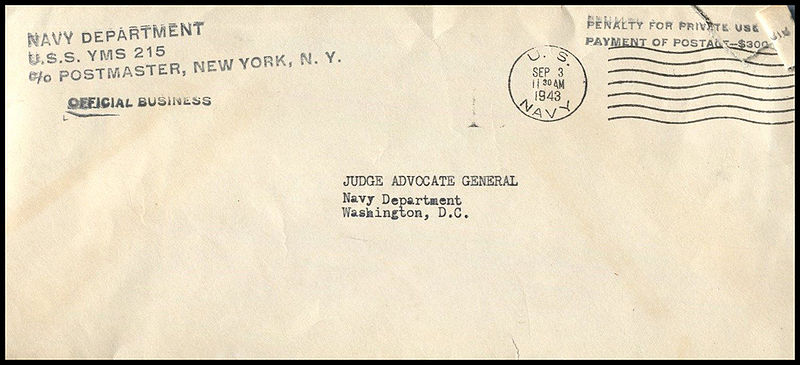 NAVY DEPARTMENT
U.S.S. YMS 215
c/o POSTMASTER, NEW YORK, N. Y.
OFFICIAL BUSINESS
U. S.
SEP 3
11 30 AM
1943
NAVY
PENALTY FOR PRIVATE USE
PAYMENT OF POSTAGE—$300
JUDGE ADVOCATE GENERAL
Navy Department
Washington, D.C.